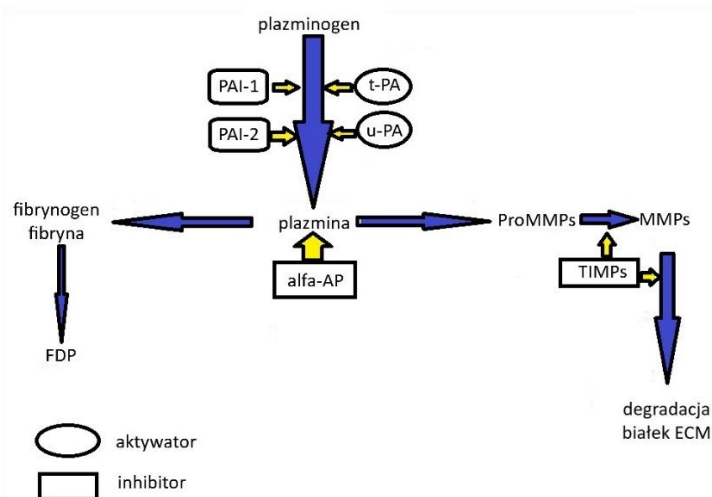 plazminogen
PAI-1
t-PA
PAI-2
u-PA
fibrynogen
fibryna
plazmina
ProMMPs
MMPs
alfa-AP
TIMPs
FDP
degradacja
białek ECM
aktywator
inhibitor